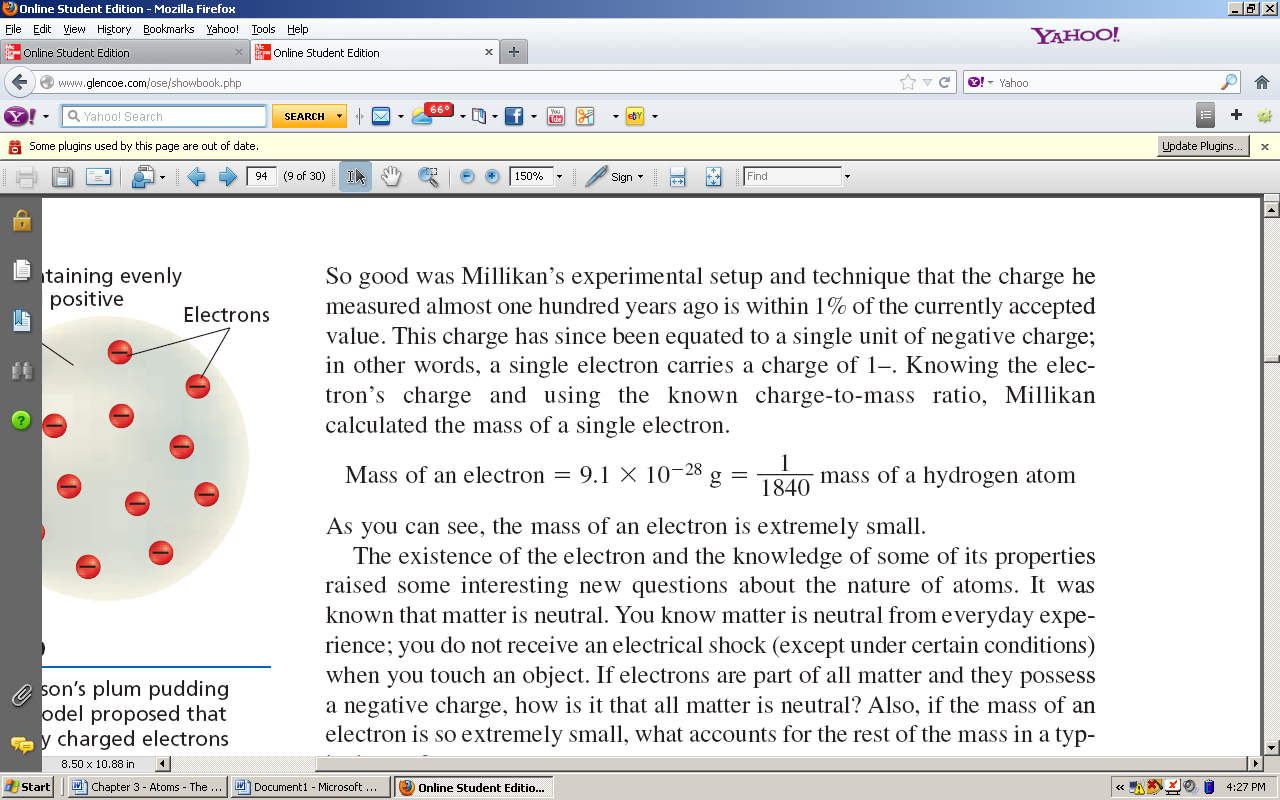 Online Student Edition - Mozilla Firefox
File Edit View History Bookmarks Yahoo! Tools Help
YAHOO!
Online Student Edition
Online Student Edition
www.glencoe.com/ose/showbook.php
Yahoo
Y!
Yahoo! Search
SEARCH
66°
You Tube
eBY
Some plugins used by this page are out of date.
Update Plugins...
94 (9 of 30)
150%
Sign
Find
ntaining evenly
positive
Electrons
So good was Millikan's experimental setup and technique that the charge he
measured almost one hundred years ago is within 1% of the currently accepted
value. This charge has since been equated to a single unit of negative charge;
in other words, a single electron carries a charge of 1–. Knowing the elec-
tron's charge and using the known charge-to-mass ratio, Millikan
calculated the mass of a single electron.
Mass of an electron = 9.1 × 10⁻²⁸ g = 1/1840 mass of a hydrogen atom
As you can see, the mass of an electron is extremely small.
The existence of the electron and the knowledge of some of its properties
raised some interesting new questions about the nature of atoms. It was
known that matter is neutral. You know matter is neutral from everyday expe-
rience; you do not receive an electrical shock (except under certain conditions)
when you touch an object. If electrons are part of all matter and they possess
a negative charge, how is it that all matter is neutral? Also, if the mass of an
electron is so extremely small, what accounts for the rest of the mass in a typ-
son's plum pudding
odel proposed that
y charged electrons
8.50 x 10.88 in
Start
Chapter 3 - Atoms - The ...
Document1 - Microsoft ...
Online Student Editio...
4:27 PM